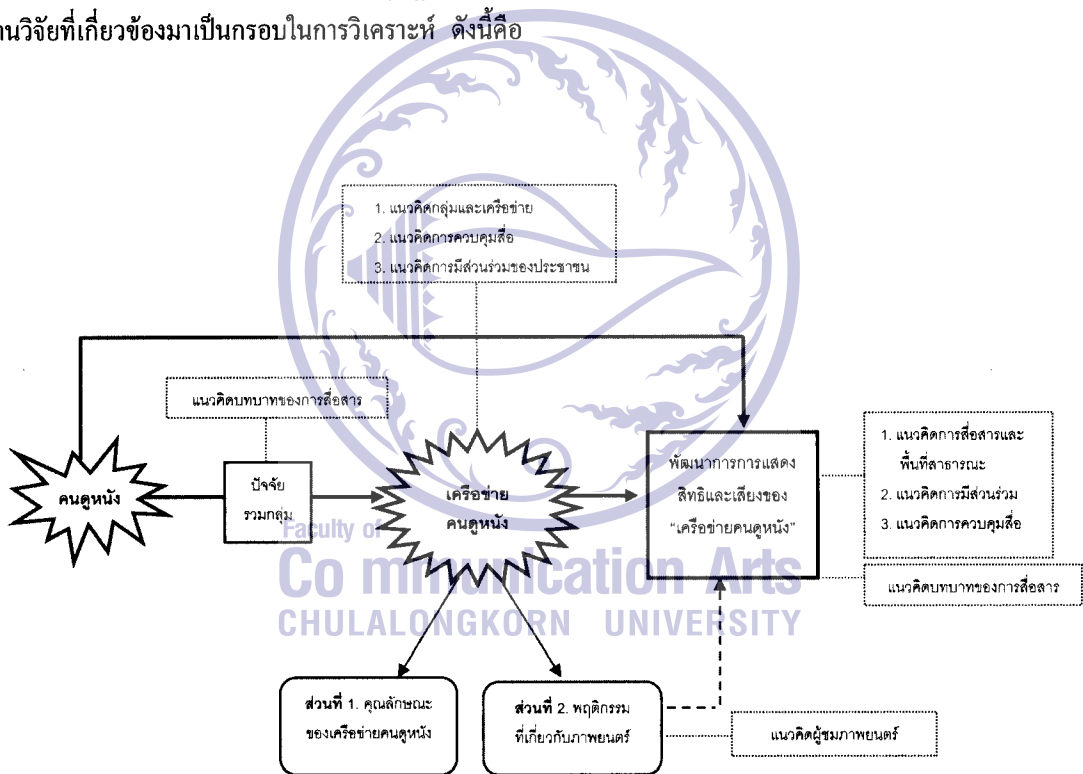 านวิจัยที่เกี่ยวข้องมาเป็นกรอบในการวิเคราะห์ ดังนี้คือ
1. แนวคิดกลุ่มและเครือข่าย
2. แนวคิดการควบคุมสื่อ
3. แนวคิดการมีส่วนร่วมของประชาชน
แนวคิดบทบาทของการสื่อสาร
คนดูหนัง
ปัจจัย
รวมกลุ่ม
เครือข่าย
คนดูหนัง
พัฒนาการการแสดง
สิทธิและเสียงของ
“เครือข่ายคนดูหนัง”
1. แนวคิดการสื่อสารและ
พื้นที่สาธารณะ
2. แนวคิดการมีส่วนร่วม
3. แนวคิดการควบคุมสื่อ
แนวคิดบทบาทของการสื่อสาร
Faculty of
Communication Arts
CHULALONGKORN UNIVERSITY
ส่วนที่ 1. คุณลักษณะ
ของเครือข่ายคนดูหนัง
ส่วนที่ 2. พฤติกรรม
ที่เกี่ยวกับภาพยนตร์
แนวคิดผู้ชมภาพยนตร์